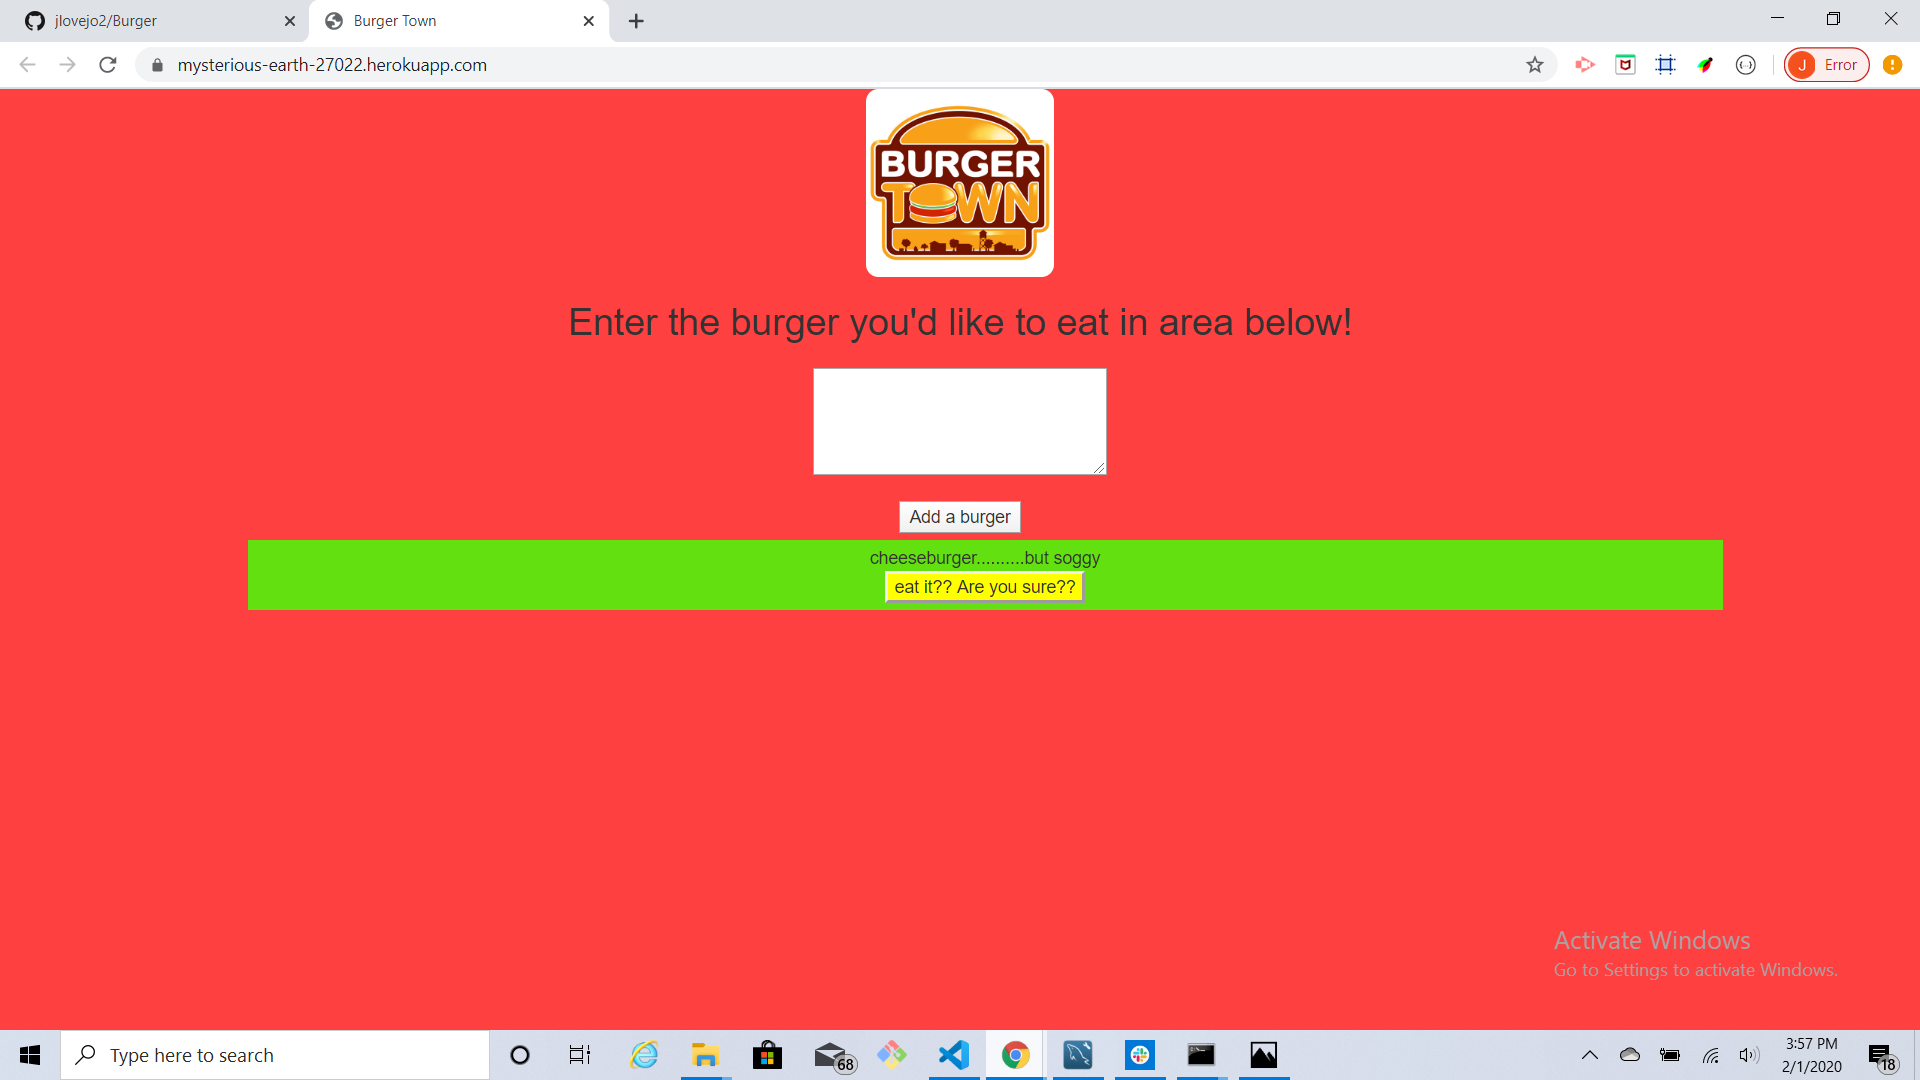 jlovejo2/Burger
Burger Town
mysterious-earth-27022.herokuapp.com
J Error
BURGER
TOWN
Enter the burger you'd like to eat in area below!
Add a burger
cheeseburger..........but soggy
eat it?? Are you sure??
Activate Windows
Go to Settings to activate Windows.
Type here to search
68
3:57 PM
2/1/2020
18